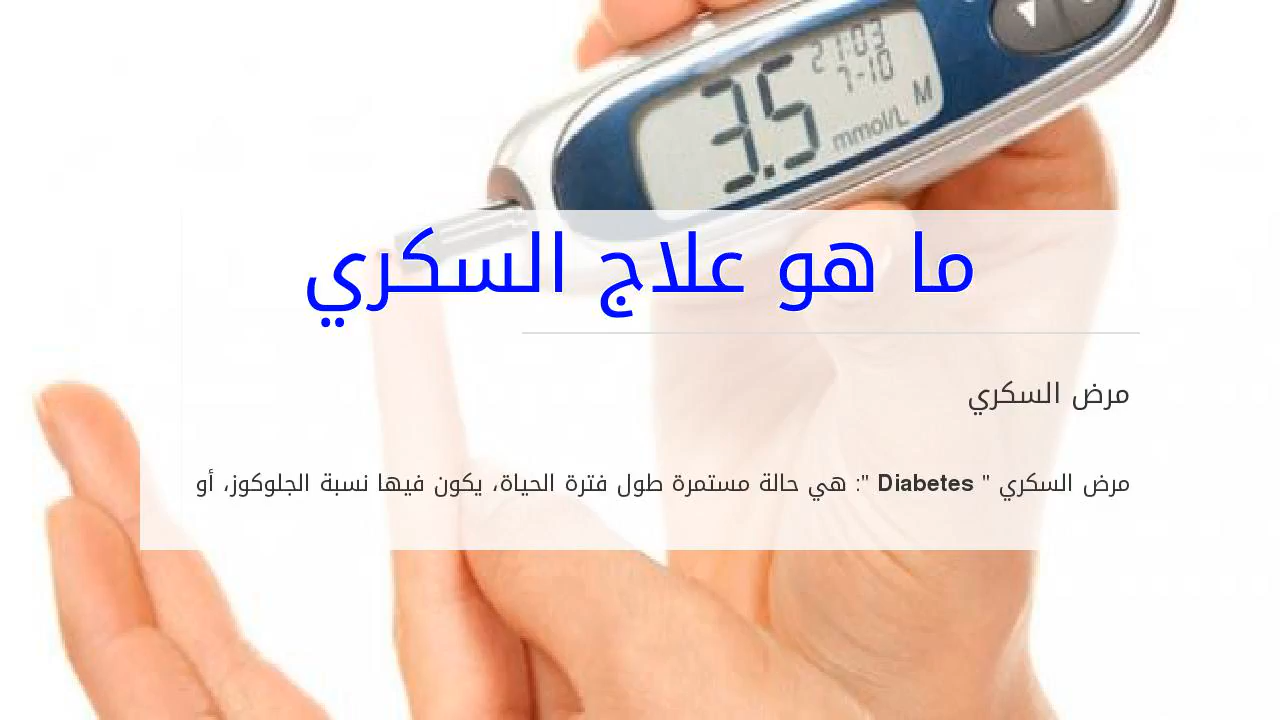 21:03
7-10
3.5
M
mmol/L
ما هو علاج السكري
مرض السكري
مرض السكري " Diabetes ": هي حالة مستمرة طول فترة الحياة، يكون فيها نسبة الجلوكوز، أو